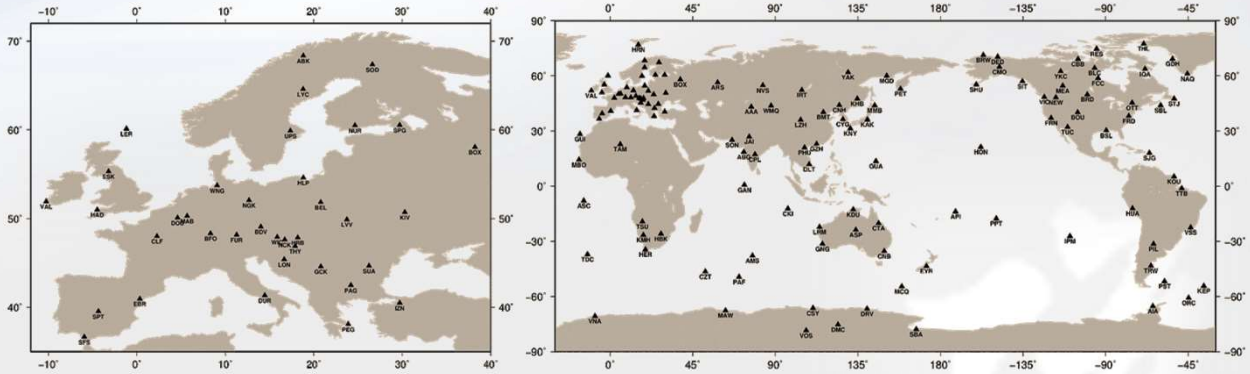 −10° 0° 10° 20° 30° 40°
70° 70°
60° 60°
50° 50°
40° 40°
−10° 0° 10° 20° 30° 40°
ABK
SOD
LYC
LER
UPS
NUR
SPG
BOX
ESK
HLP
WNG
VAL
HAD
NGK
BEL
DOU
MAB
LVV
KIV
CLF
BFO
FUR
BDV
NCK
THY
LON
GCK
SUA
EBR
DUR
PAG
IZN
SPT
PEG
SFS
0° 45° 90° 135° 180° −135° −90° −45°
90° 90°
60° 60°
30° 30°
0° 0°
−30° −30°
−60° −60°
−90° −90°
0° 45° 90° 135° 180° −135° −90° −45°
HRN
VAL
BOX
ARS
NVS
IRT
YAK
MGD
PET
AAA
WMQ
KHB
MMB
CNH
BMT
LZH
CYG
KAK
KNY
GUI
TAM
MBO
SON
JAI
ABG
CPL
PHU
GZH
DLT
GUA
GAN
ASC
CKI
KDU
TSU
KMH
HBK
HER
TDC
LRM
ASP
CTA
GNG
CNB
EYR
AMS
CZT
PAF
MCQ
VNA
MAW
CSY
DRV
VOS
DMC
SBA
BRW
DED
CMO
SHU
SIT
THL
RES
CBB
GDH
NAQ
YKC
BLC
FCC
IQA
MEA
VIC
NEW
BRD
OTT
STJ
SBL
FRN
BOU
TUC
FRD
BSL
HON
SJG
KOU
TTB
API
PPT
IPM
HUA
VSS
PIL
TRW
PST
KEP
ORC
AIA